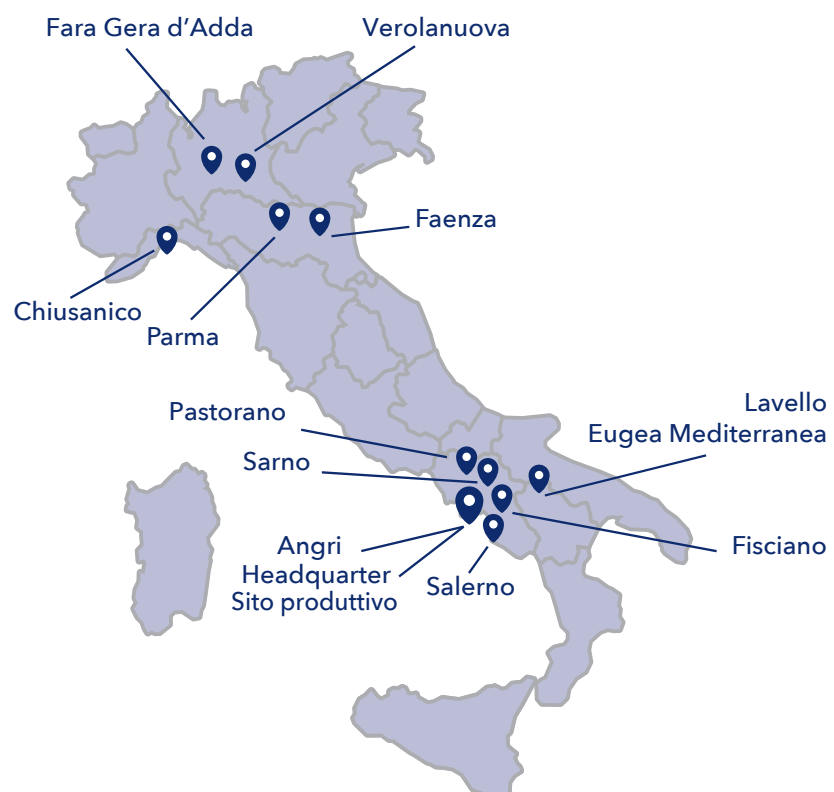 Fara Gera d’Adda
Verolanuova
Faenza
Chiusanico
Parma
Pastorano
Lavello
Eugea Mediterranea
Sarno
Angri
Headquarter
Sito produttivo
Salerno
Fisciano